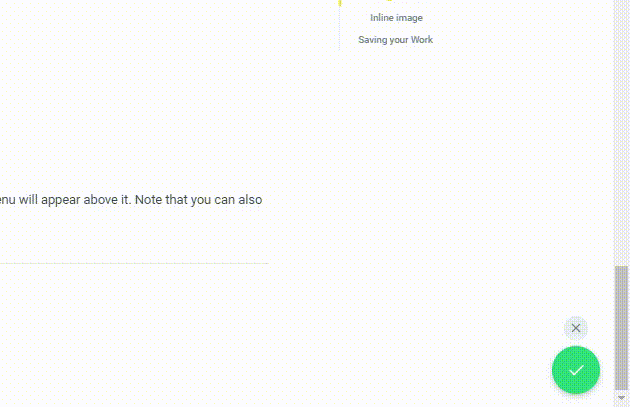 Inline image
Saving your Work
enu will appear above it. Note that you can also